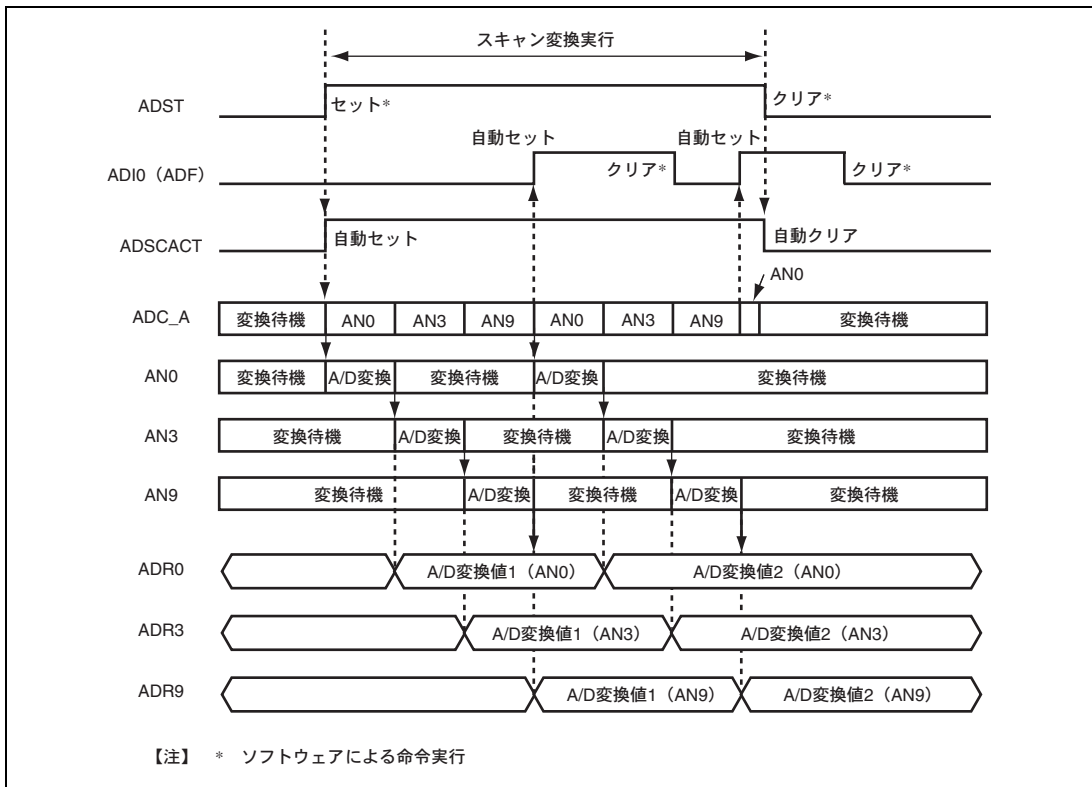 スキャン変換実行
ADST
セット*
クリア*
自動セット
自動セット
ADI0（ADF）
クリア*
クリア*
ADSCACT
自動セット
自動クリア
AN0
ADC_A
変換待機
AN0
AN3
AN9
AN0
AN3
AN9
変換待機
AN0
変換待機
A/D変換
変換待機
A/D変換
変換待機
AN3
変換待機
A/D変換
変換待機
A/D変換
変換待機
AN9
変換待機
A/D変換
変換待機
A/D変換
変換待機
ADR0
A/D変換値1（AN0）
A/D変換値2（AN0）
ADR3
A/D変換値1（AN3）
A/D変換値2（AN3）
ADR9
A/D変換値1（AN9）
A/D変換値2（AN9）
【注】 * ソフトウェアによる命令実行